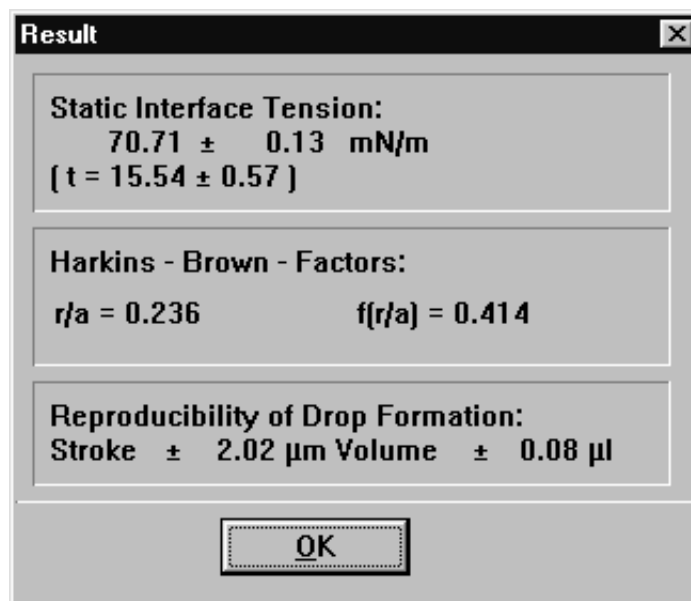 Result
Static Interface Tension:
70.71 ± 0.13 mN/m
( t = 15.54 ± 0.57 )
Harkins - Brown - Factors:
r/a = 0.236 f(r/a) = 0.414
Reproducibility of Drop Formation:
Stroke ± 2.02 µm Volume ± 0.08 µl
OK